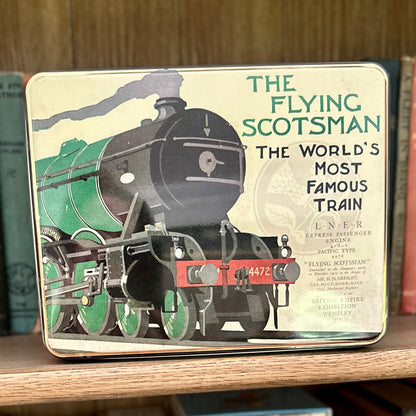 THE
FLYING
SCOTSMAN
THE WORLD'S
MOST
FAMOUS
TRAIN
L·N·E·R
EXPRESS PASSENGER
ENGINE
PACIFIC TYPE
4472
"FLYING SCOTSMAN"
BRITISH EMPIRE
EXHIBITION
WEMBLEY
4472